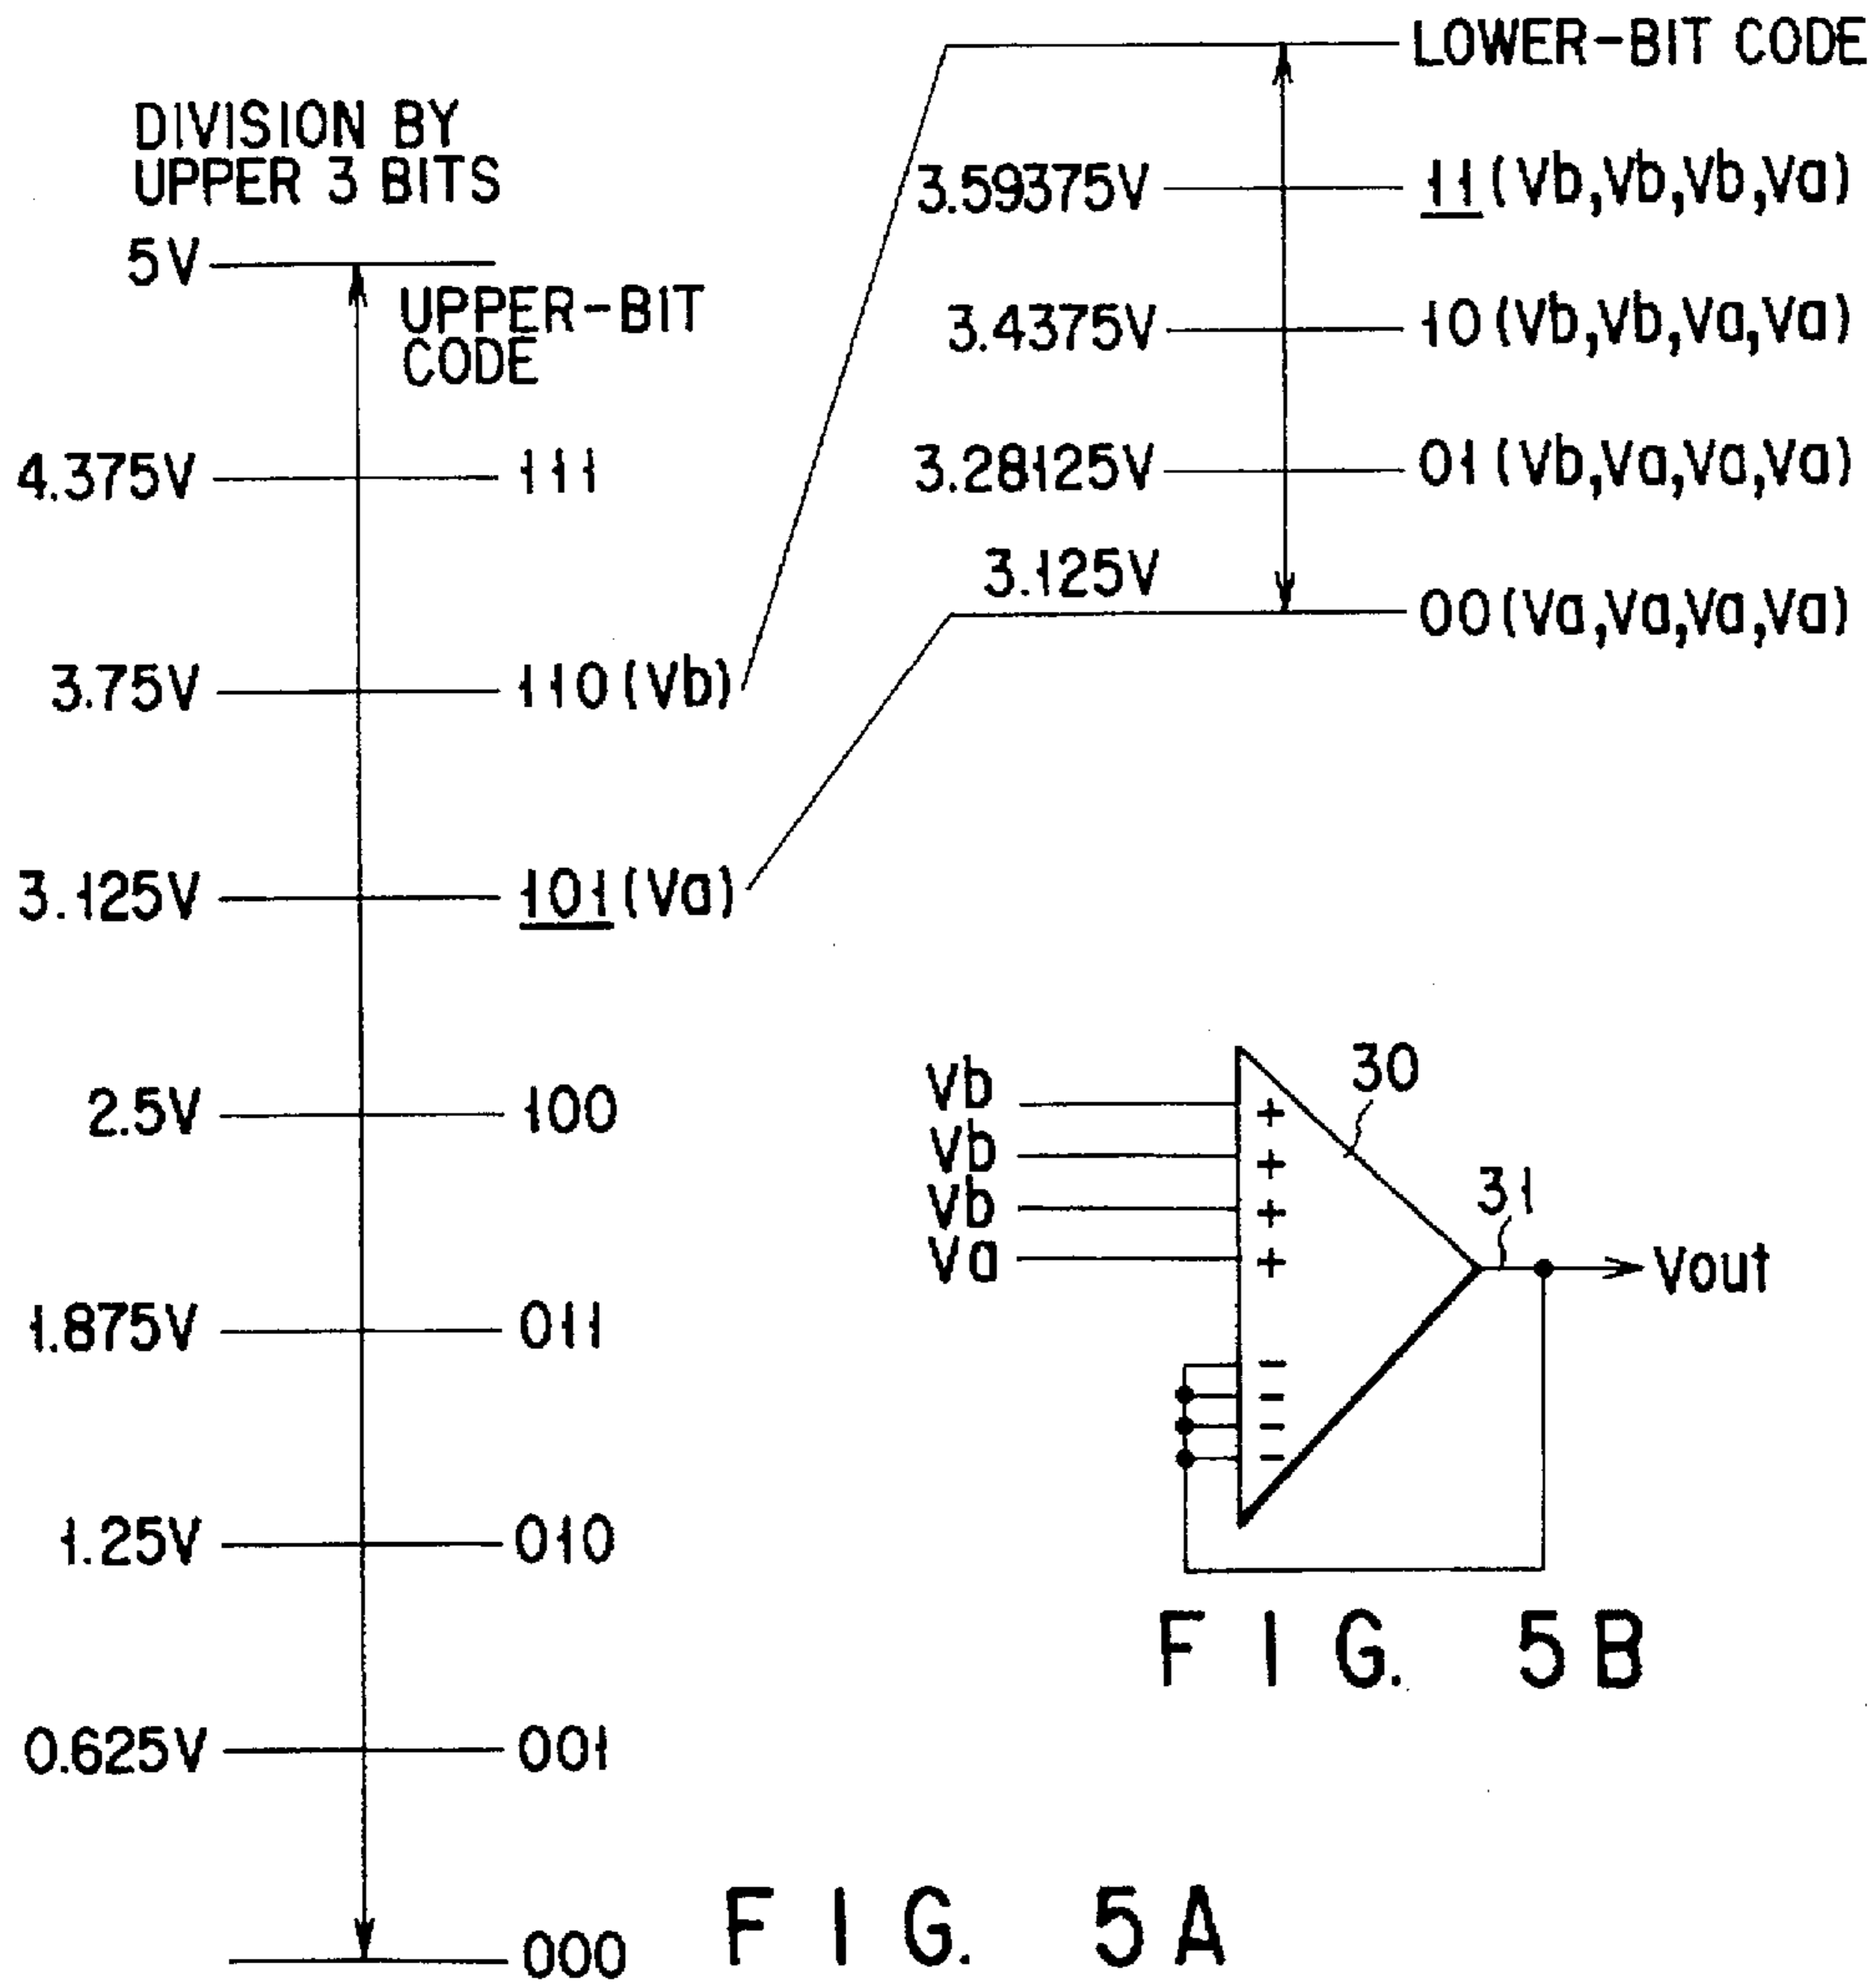 DIVISION BY
UPPER 3 BITS
5V
UPPER-BIT
CODE
4.375V 111
3.75V 110(Vb)
3.125V 101(Va)
2.5V 100
1.875V 011
1.25V 010
0.625V 001
000
LOWER-BIT CODE
3.59375V 11(Vb,Vb,Vb,Va)
3.4375V 10(Vb,Vb,Va,Va)
3.28125V 01(Vb,Va,Va,Va)
3.125V 00(Va,Va,Va,Va)
Vb +
Vb +
Vb +
Va +
-
-
-
-
30
31
Vout
FIG. 5B
FIG. 5A